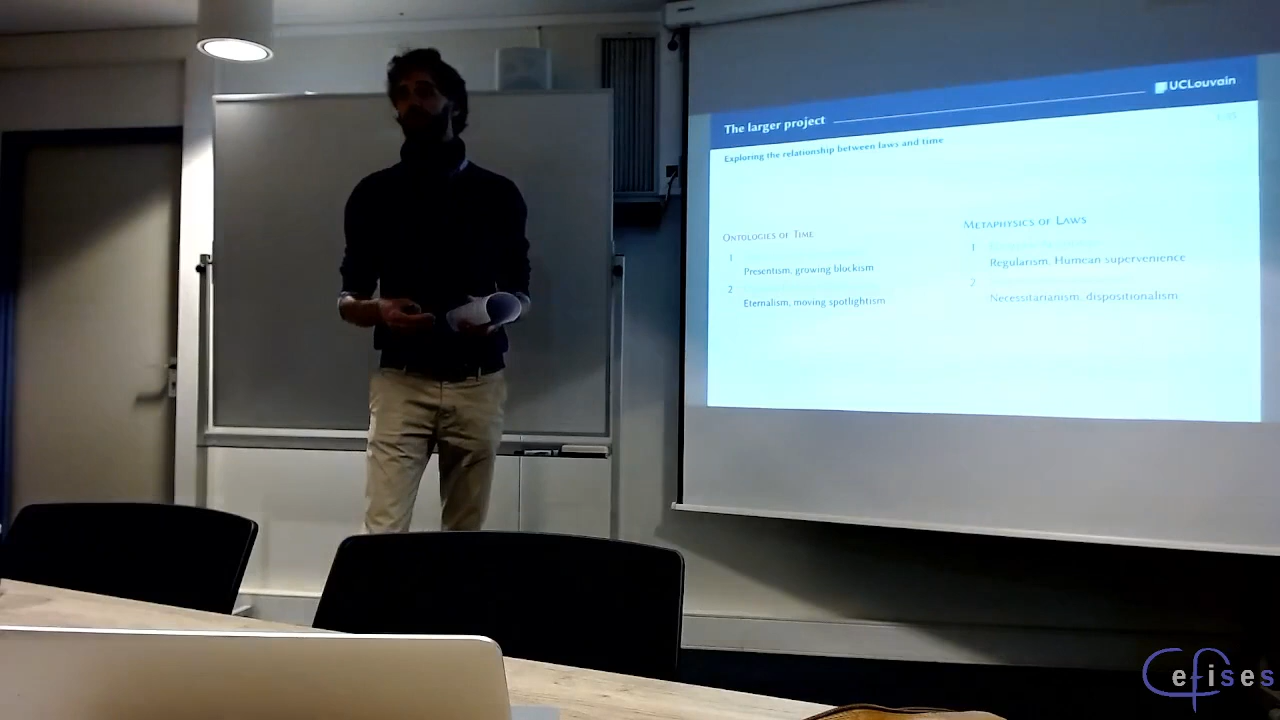 UCLouvain
The larger project
Exploring the relationship between laws and time
Ontologies of Time
1
Presentism, growing blockism
2
Eternalism, moving spotlightism
Metaphysics of Laws
1
Regularism, Humean supervenience
2
Necessitarianism, dispositionalism
efises